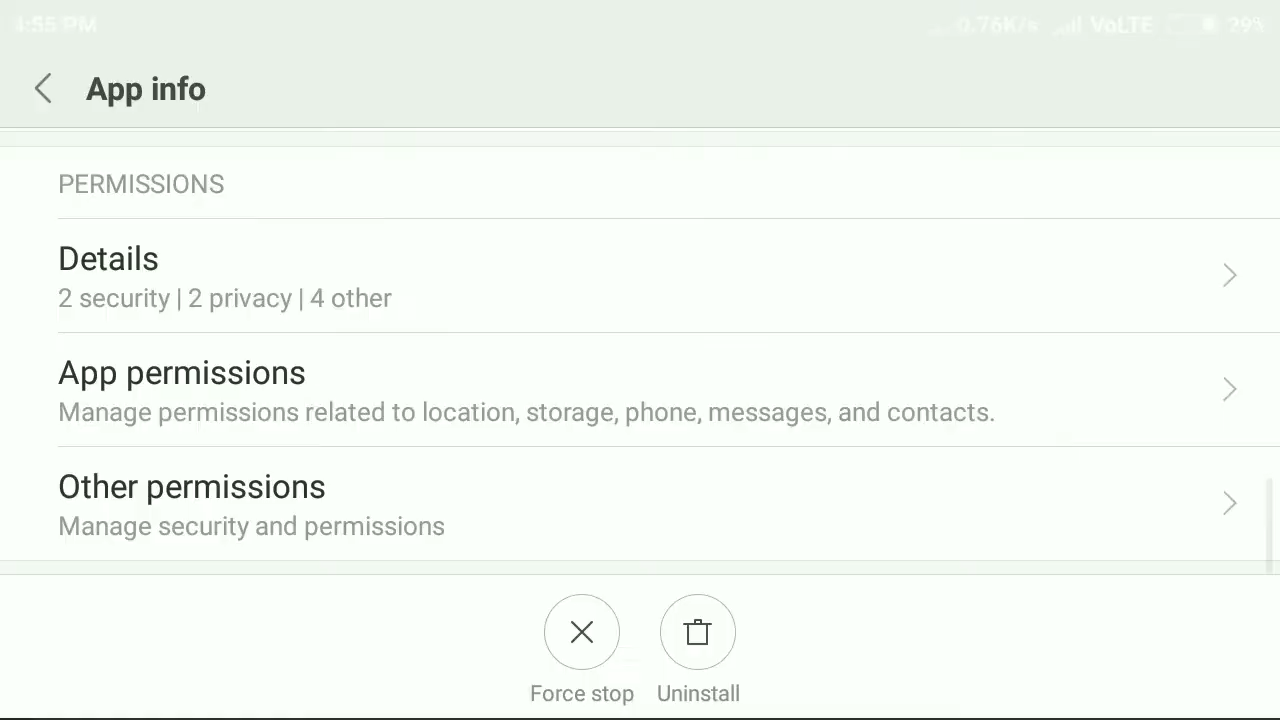 4:55 PM 0.76K/s VoLTE 29%
App info
PERMISSIONS
Details
2 security | 2 privacy | 4 other
App permissions
Manage permissions related to location, storage, phone, messages, and contacts.
Other permissions
Manage security and permissions
Force stop Uninstall